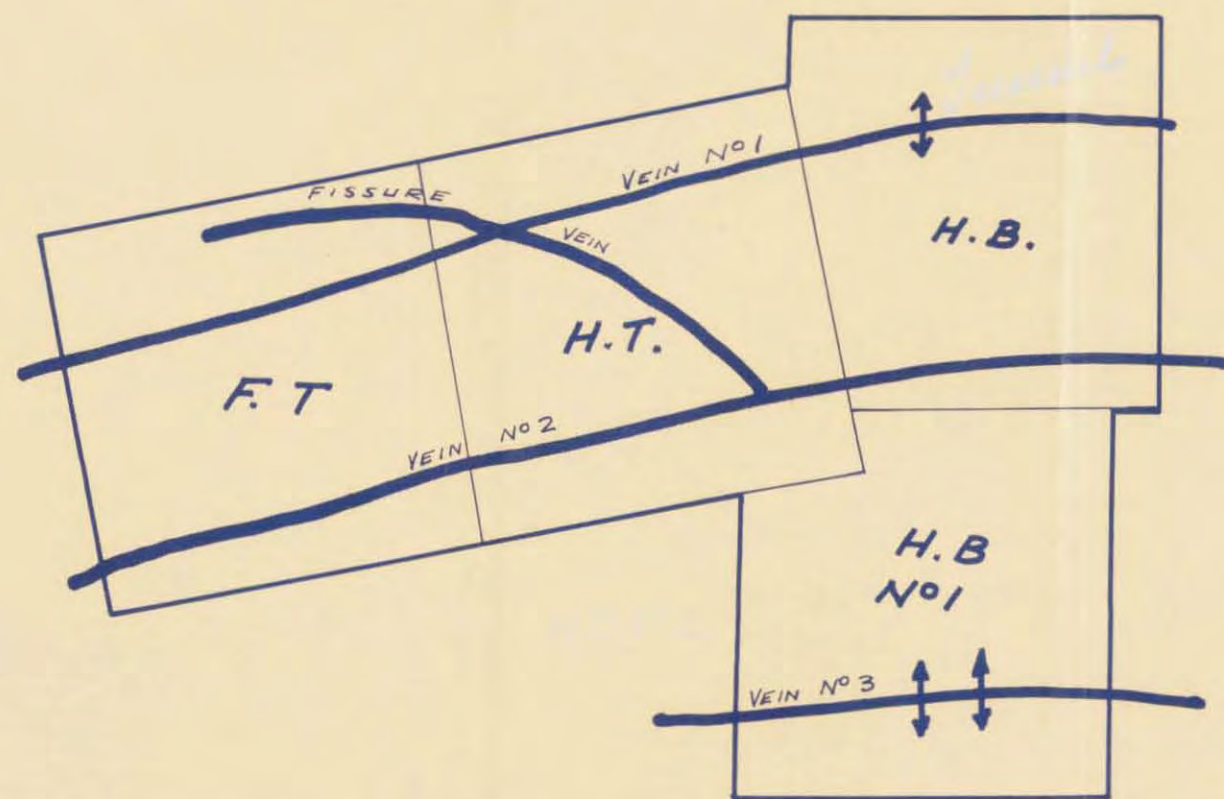 FISSURE
VEIN
VEIN Nº1
H.B.
H.T.
F. T
VEIN Nº2
H.B
Nº1
VEIN Nº3